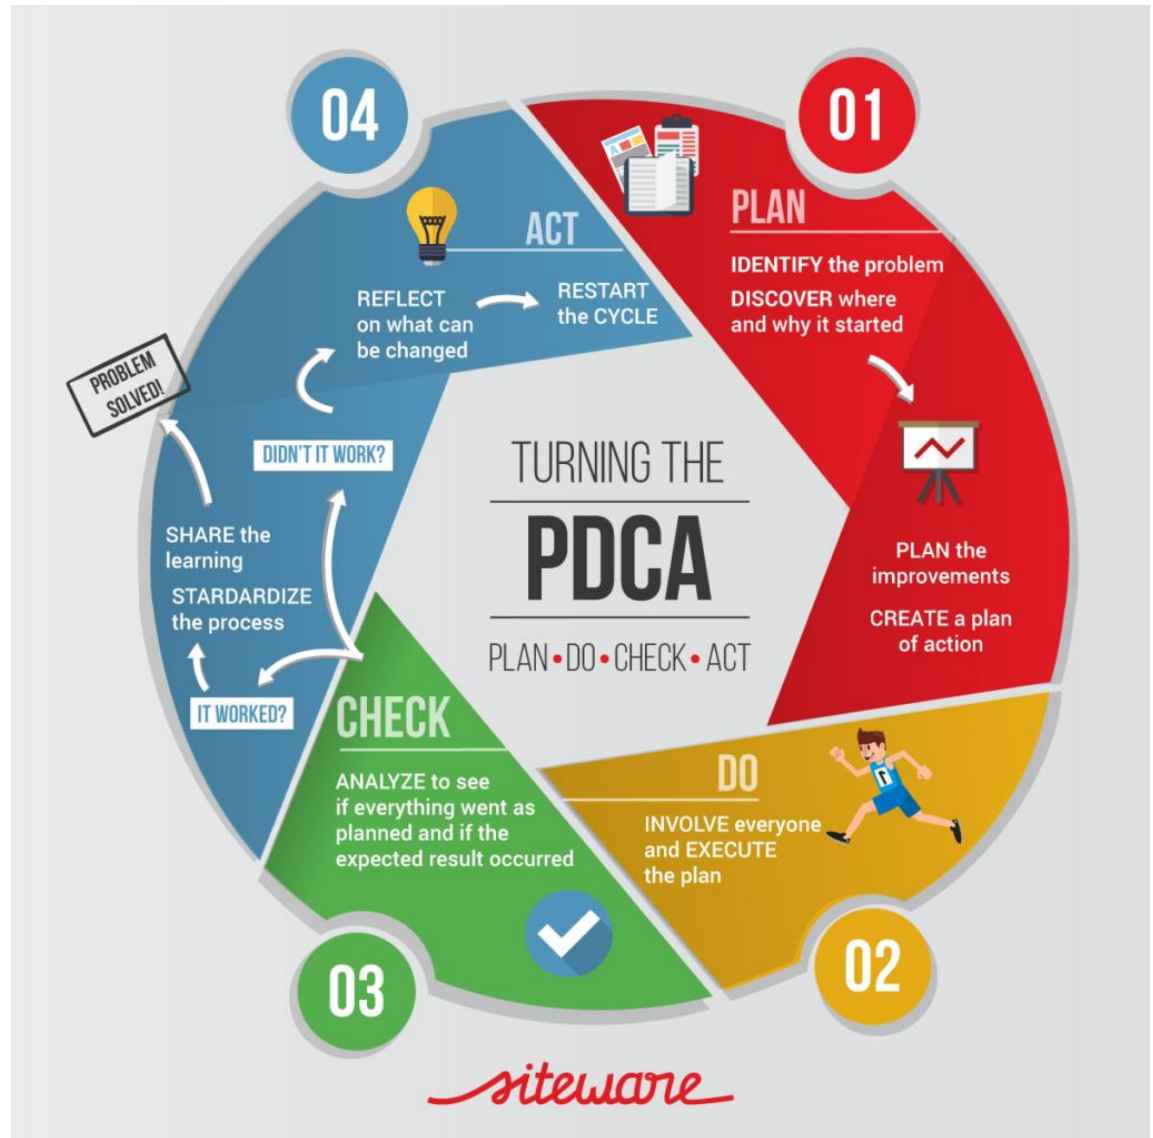 04
01
ACT
PLAN
IDENTIFY the problem
DISCOVER where
and why it started
REFLECT
on what can
be changed
RESTART
the CYCLE
PROBLEM
SOLVED!
DIDN'T IT WORK?
TURNING THE
PDCA
PLAN • DO • CHECK • ACT
SHARE the
learning
STARDARDIZE
the process
IT WORKED?
PLAN the
improvements
CREATE a plan
of action
CHECK
ANALYZE to see
if everything went as
planned and if the
expected result occurred
DO
INVOLVE everyone
and EXECUTE
the plan
1
03
02
siteware